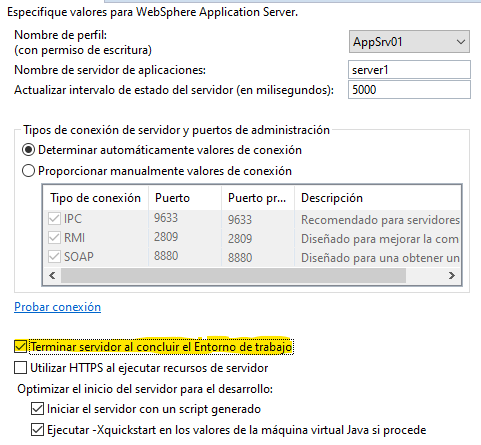 Especifique valores para WebSphere Application Server.
Nombre de perfil:
(con permiso de escritura)
AppSrv01
Nombre de servidor de aplicaciones:
server1
Actualizar intervalo de estado del servidor (en milisegundos):
5000
Tipos de conexión de servidor y puertos de administración
Determinar automáticamente valores de conexión
Proporcionar manualmente valores de conexión
Tipo de conexión Puerto Puerto pr... Descripción
IPC 9633 9633 Recomendado para servidores
RMI 2809 2809 Diseñado para mejorar la com
SOAP 8880 8880 Diseñado para una obtener un
Probar conexión
Terminar servidor al concluir el Entorno de trabajo
Utilizar HTTPS al ejecutar recursos de servidor
Optimizar el inicio del servidor para el desarrollo:
Iniciar el servidor con un script generado
Ejecutar -Xquickstart en los valores de la máquina virtual Java si procede